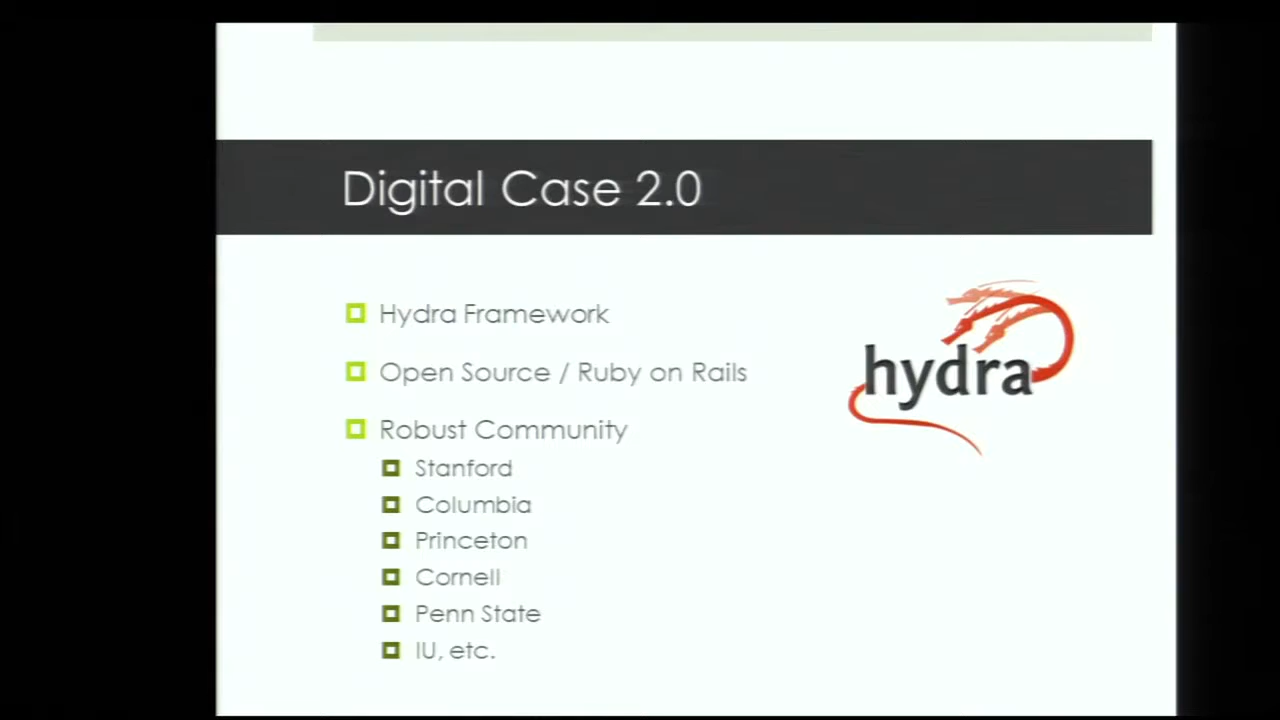 Digital Case 2.0
Hydra Framework
Open Source / Ruby on Rails
Robust Community
Stanford
Columbia
Princeton
Cornell
Penn State
IU, etc.
hydra